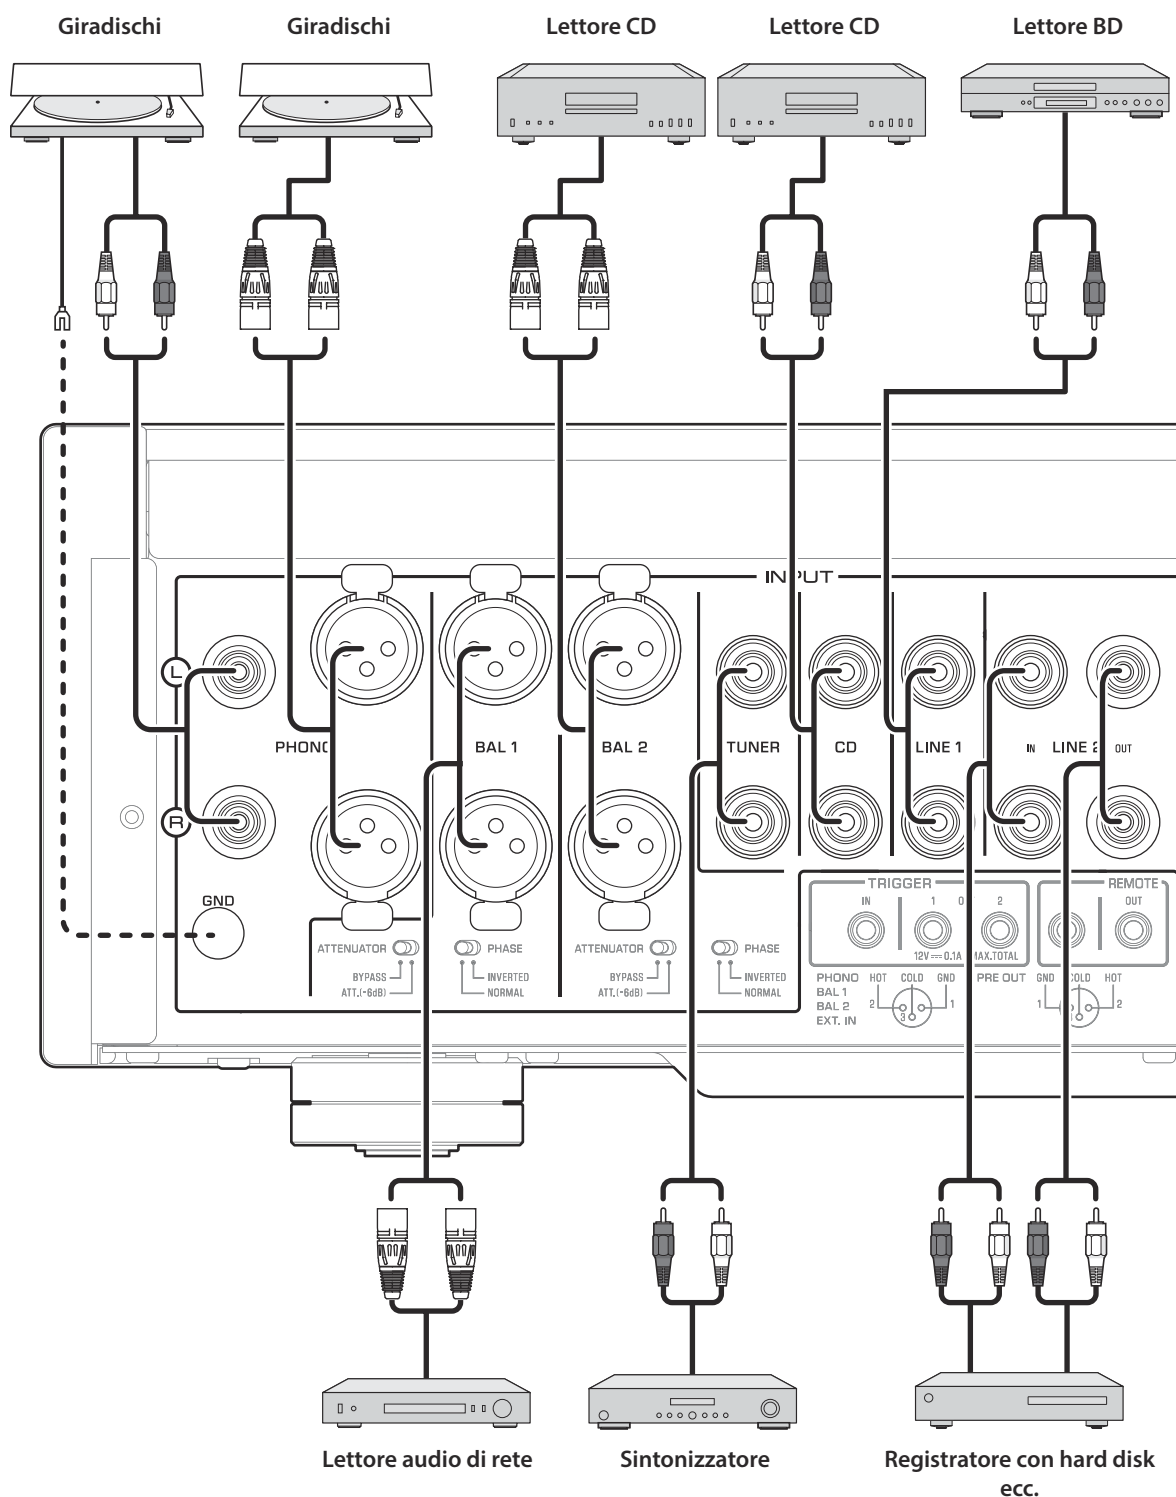 Giradischi
Giradischi
Lettore CD
Lettore CD
Lettore BD
INPUT
L
PHONO
BAL 1
BAL 2
TUNER
CD
LINE 1
IN
LINE 2
OUT
R
GND
TRIGGER
REMOTE
IN
1
O
2
OUT
12V 0.1A MAX.TOTAL
ATTENUATOR
PHASE
ATTENUATOR
PHASE
BYPASS
INVERTED
BYPASS
INVERTED
ATT.(-6dB)
NORMAL
ATT.(-6dB)
NORMAL
PHONO
BAL 1
BAL 2
EXT. IN
HOT
COLD
GND
2
3
1
PRE OUT
GND
COLD
HOT
1
2
Lettore audio di rete
Sintonizzatore
Registratore con hard disk
ecc.